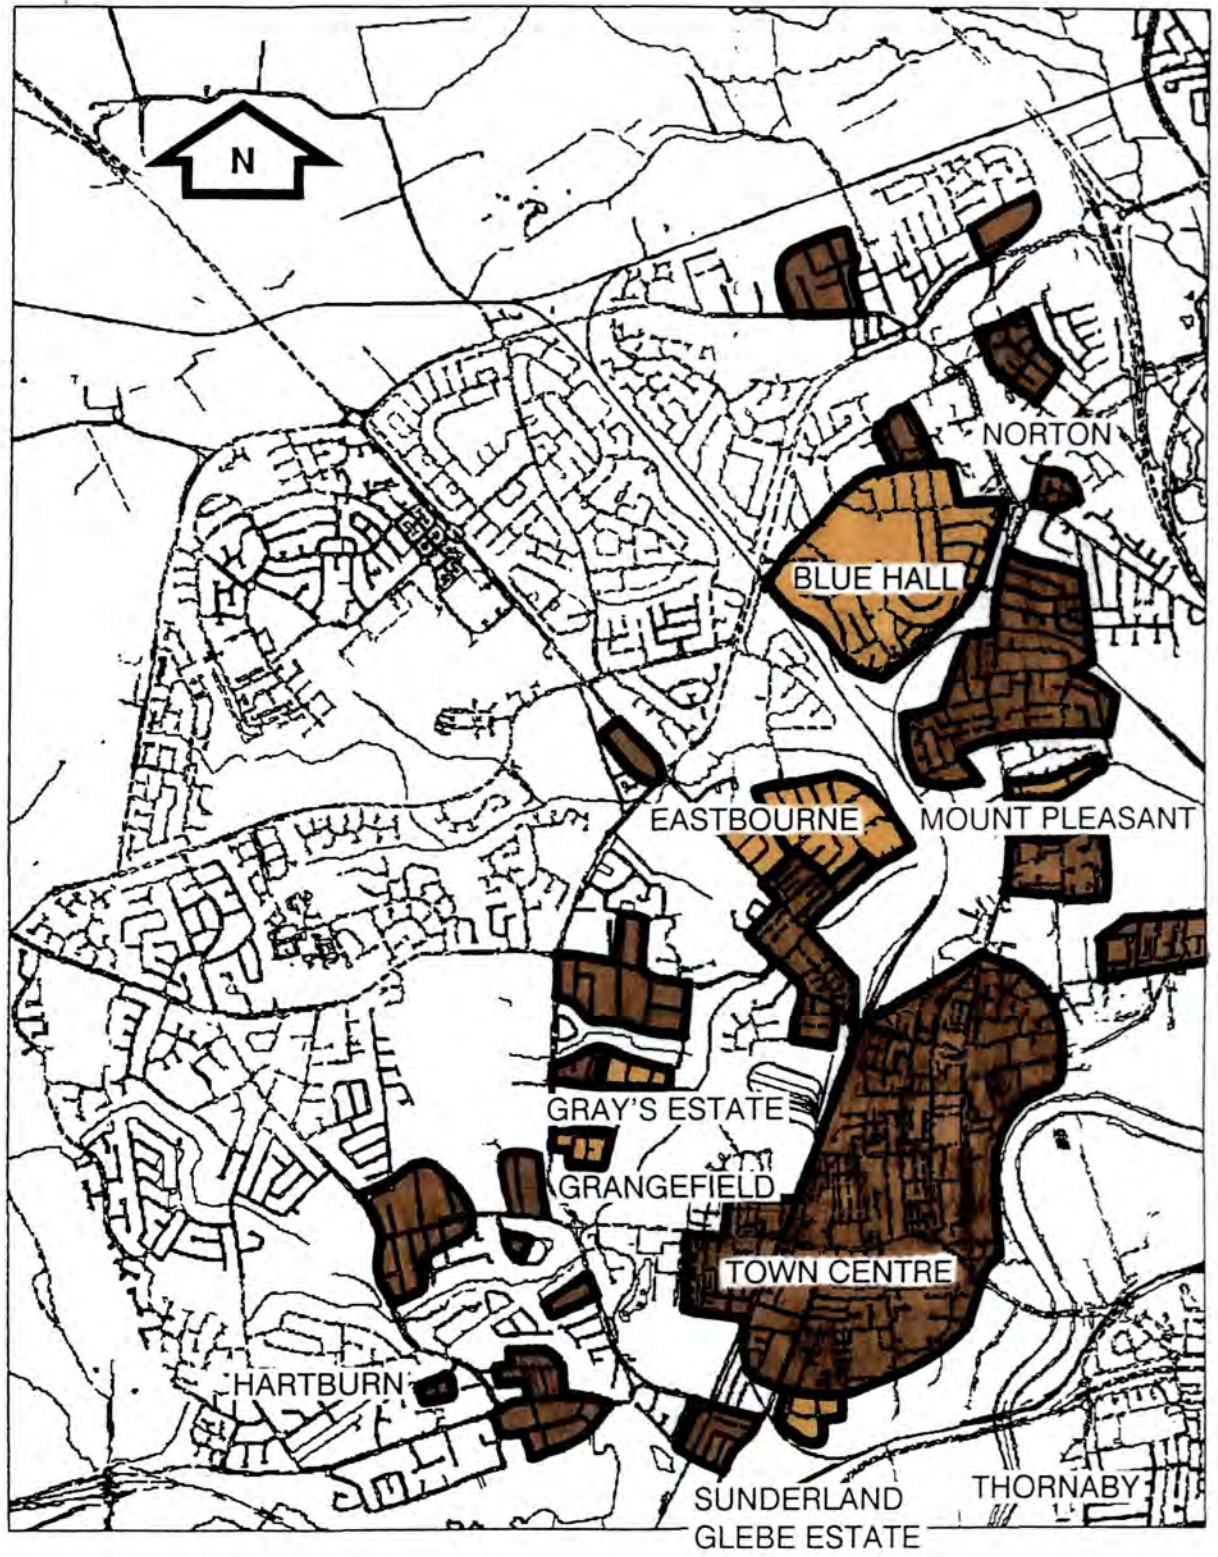 N
NORTON
BLUE HALL
EASTBOURNE
MOUNT PLEASANT
GRAY'S ESTATE
GRANGEFIELD
TOWN CENTRE
HARTBURN
THORNABY
SUNDERLAND
GLEBE ESTATE